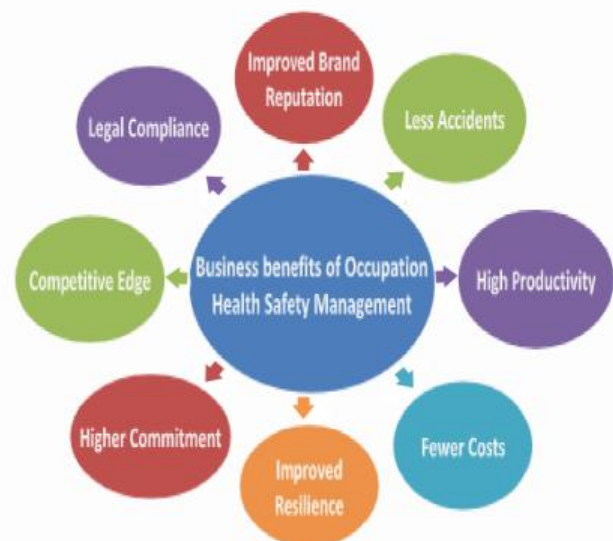 Improved Brand
Reputation
Less Accidents
Legal Compliance
Business benefits of Occupation
Health Safety Management
High Productivity
Competitive Edge
Higher Commitment
Fewer Costs
Improved
Resilience